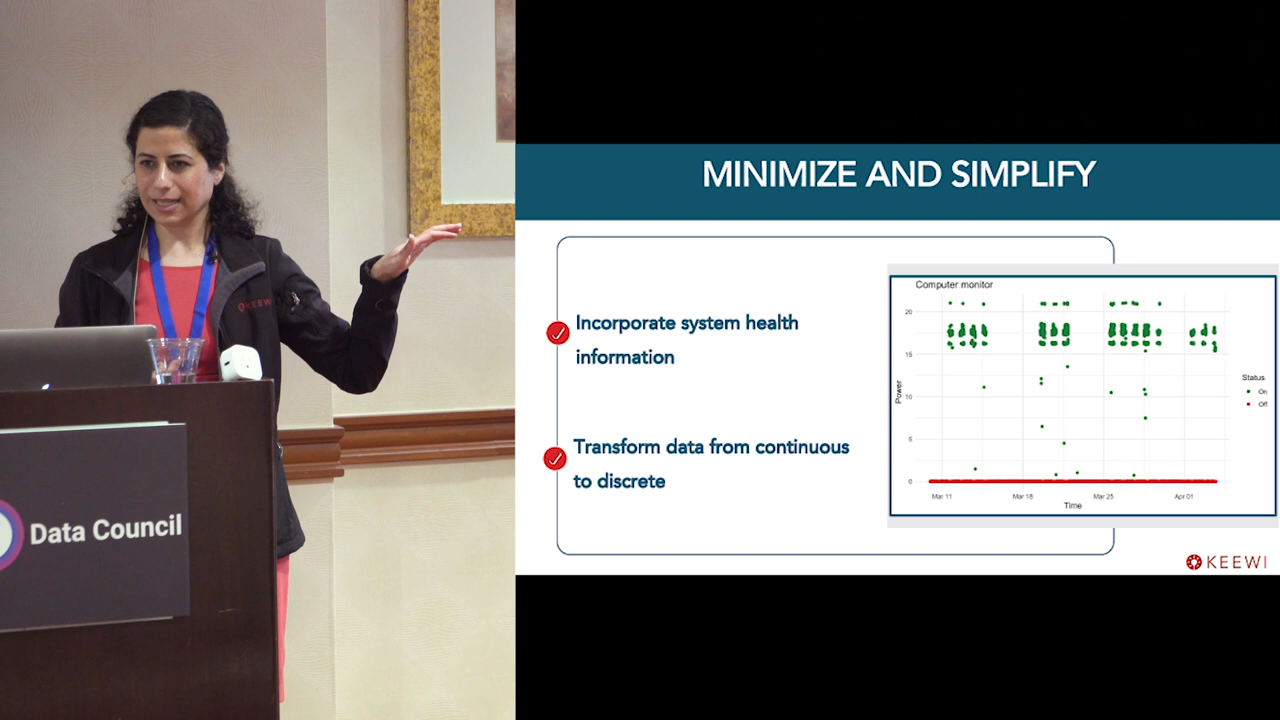 KEEWI
Data Council
MINIMIZE AND SIMPLIFY
Incorporate system health
information
Transform data from continuous
to discrete
Computer monitor
20
15
10
5
0
Power
Mar 11
Mar 18
Mar 25
Apr 01
Time
Status
On
Off
KEEWI